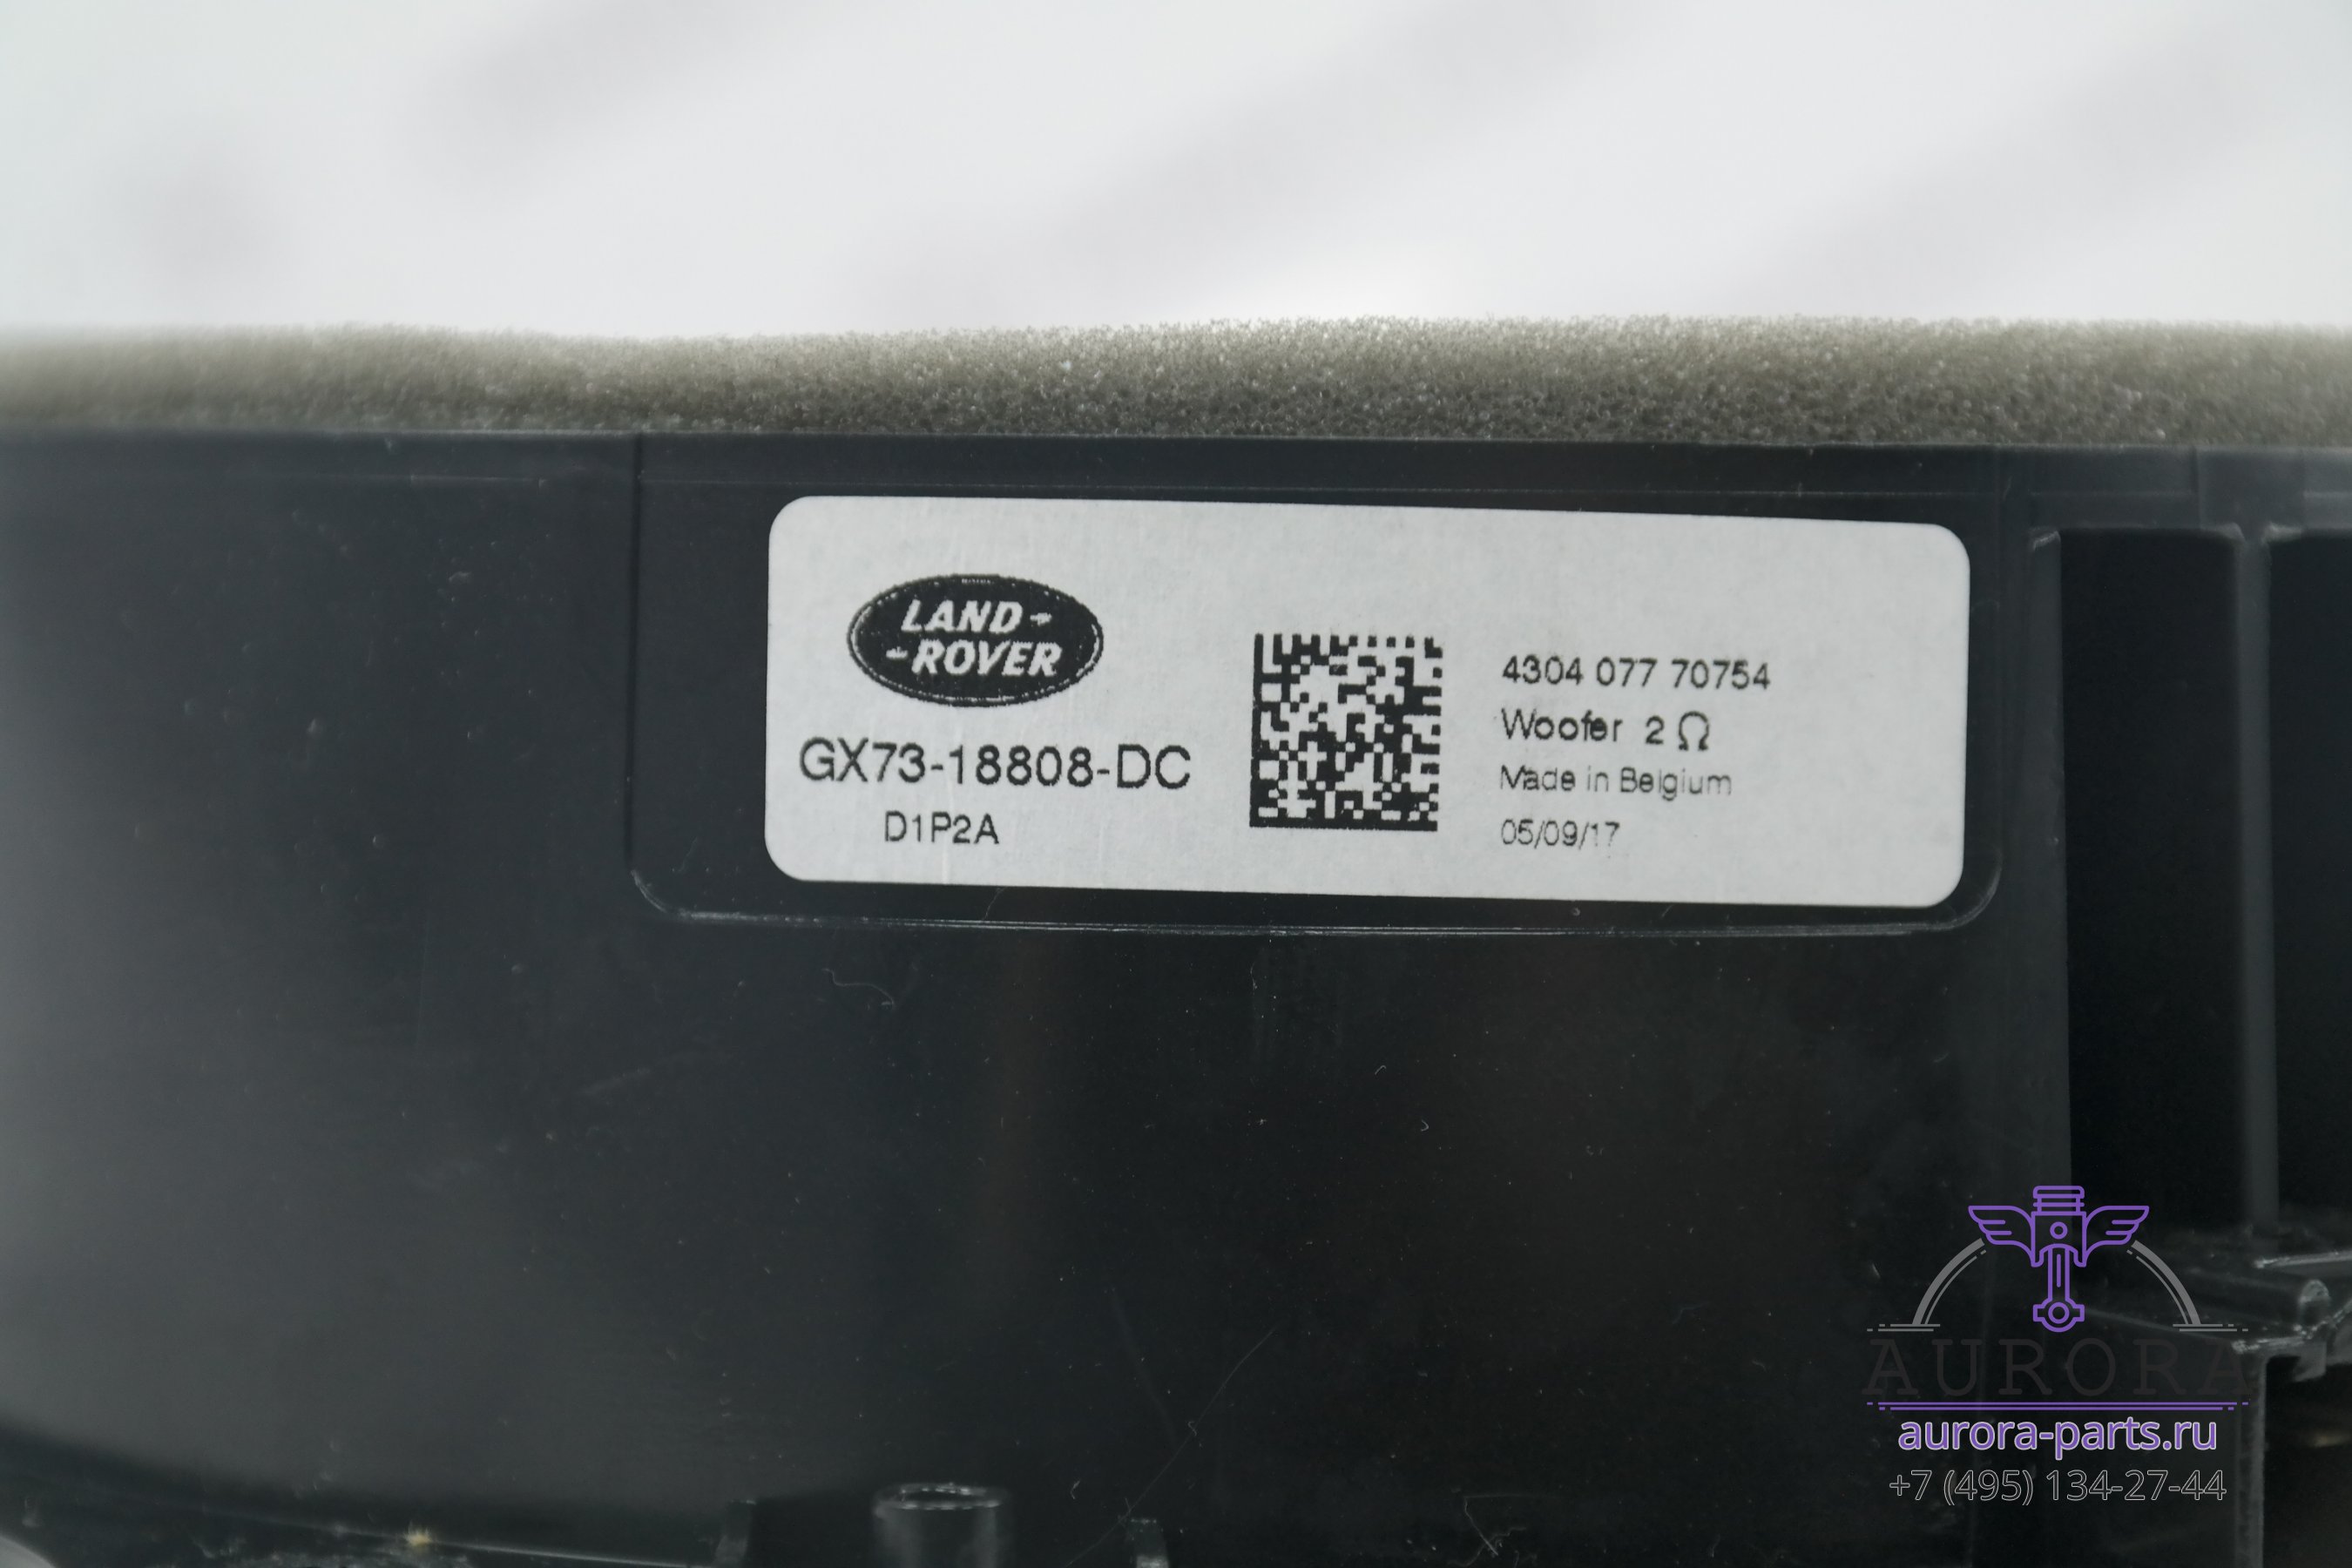 LAND-
-ROVER
GX73-18808-DC
D1P2A
4304 077 70754
Woofer 2 Ω
Made in Belgium
05/09/17
AURORA
aurora-parts.ru
+7 (495) 134-27-44